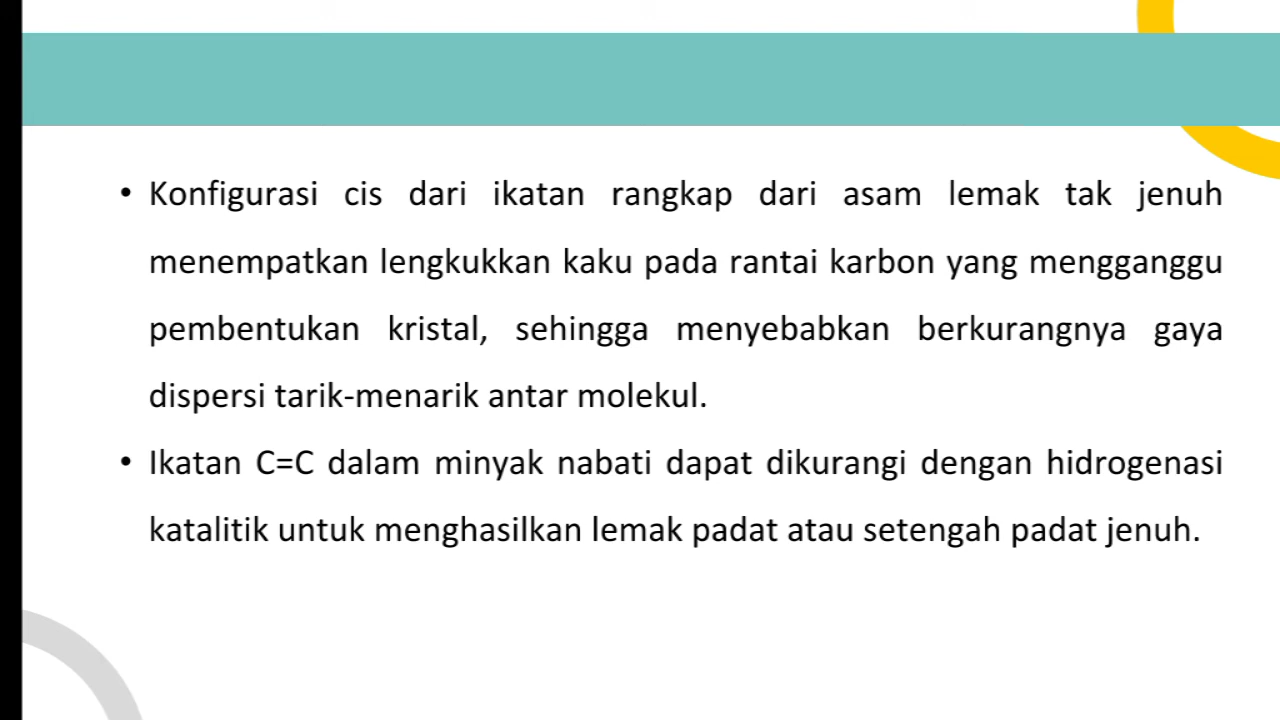 • Konfigurasi cis dari ikatan rangkap dari asam lemak tak jenuh
menempatkan lengkukkan kaku pada rantai karbon yang mengganggu
pembentukan kristal, sehingga menyebabkan berkurangnya gaya
dispersi tarik-menarik antar molekul.
• Ikatan C=C dalam minyak nabati dapat dikurangi dengan hidrogenasi
katalitik untuk menghasilkan lemak padat atau setengah padat jenuh.